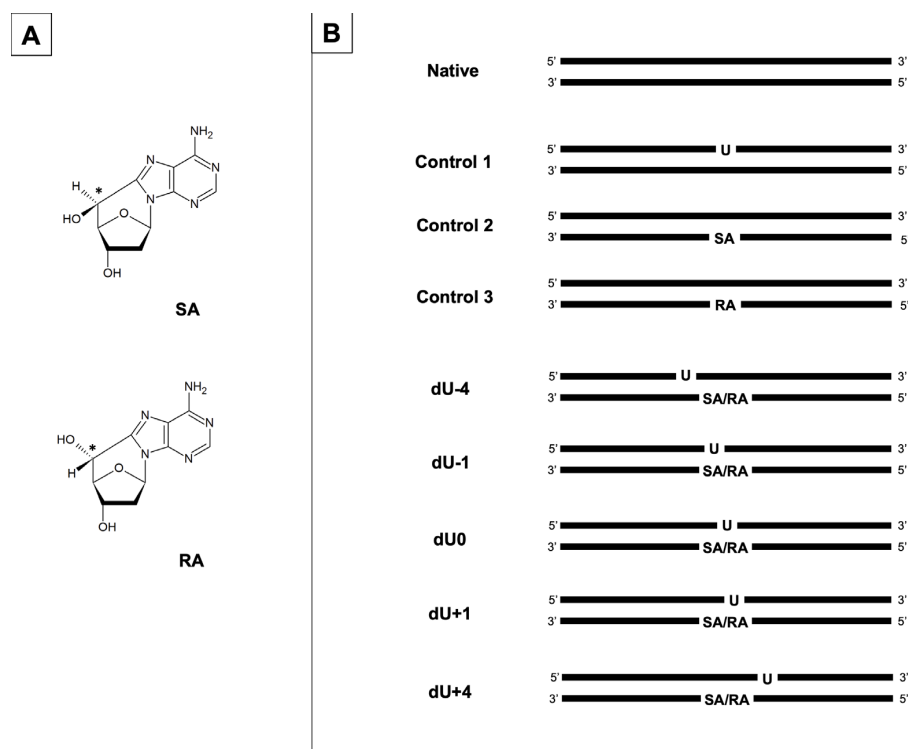 A
NH2
N
N
N
N
H
*
HO
O
OH
SA
NH2
HO
*
N
N
N
N
H
O
OH
RA
B
Native
5’ 3’
3’ 5’
Control 1
5’ U 3’
3’ 5’
Control 2
5’ 3’
3’ SA 5’
Control 3
5’ 3’
3’ RA 5’
dU-4
5’ U 3’
3’ SA/RA 5’
dU-1
5’ U 3’
3’ SA/RA 5’
dU0
5’ U 3’
3’ SA/RA 5’
dU+1
5’ U 3’
3’ SA/RA 5’
dU+4
5’ U 3’
3’ SA/RA 5’